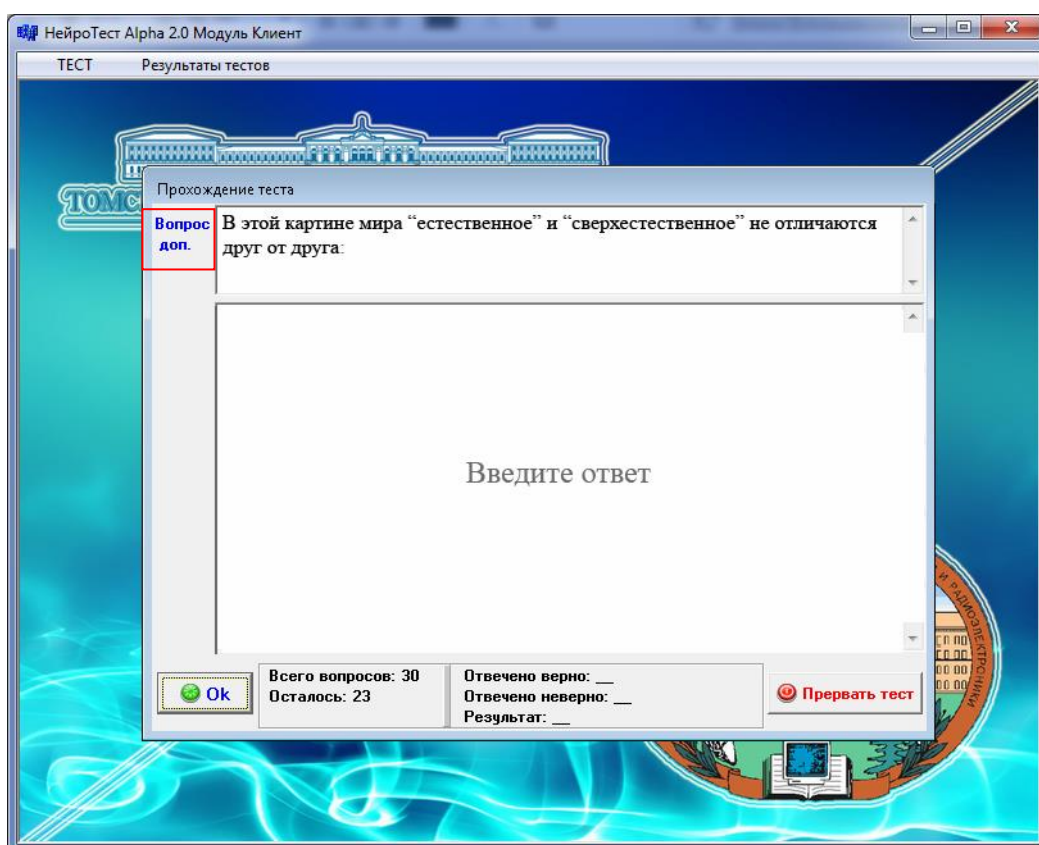 НейроТест Alpha 2.0 Модуль Клиент
ТЕСТ Результаты тестов
ТОМС
Прохождение теста
Вопрос
доп.
В этой картине мира “естественное” и “сверхестественное” не отличаются
друг от друга:
Введите ответ
И РАДИОЭЛЕКТРОНИКИ
Ok
Всего вопросов: 30
Осталось: 23
Отвечено верно: __
Отвечено неверно: __
Результат: __
Прервать тест